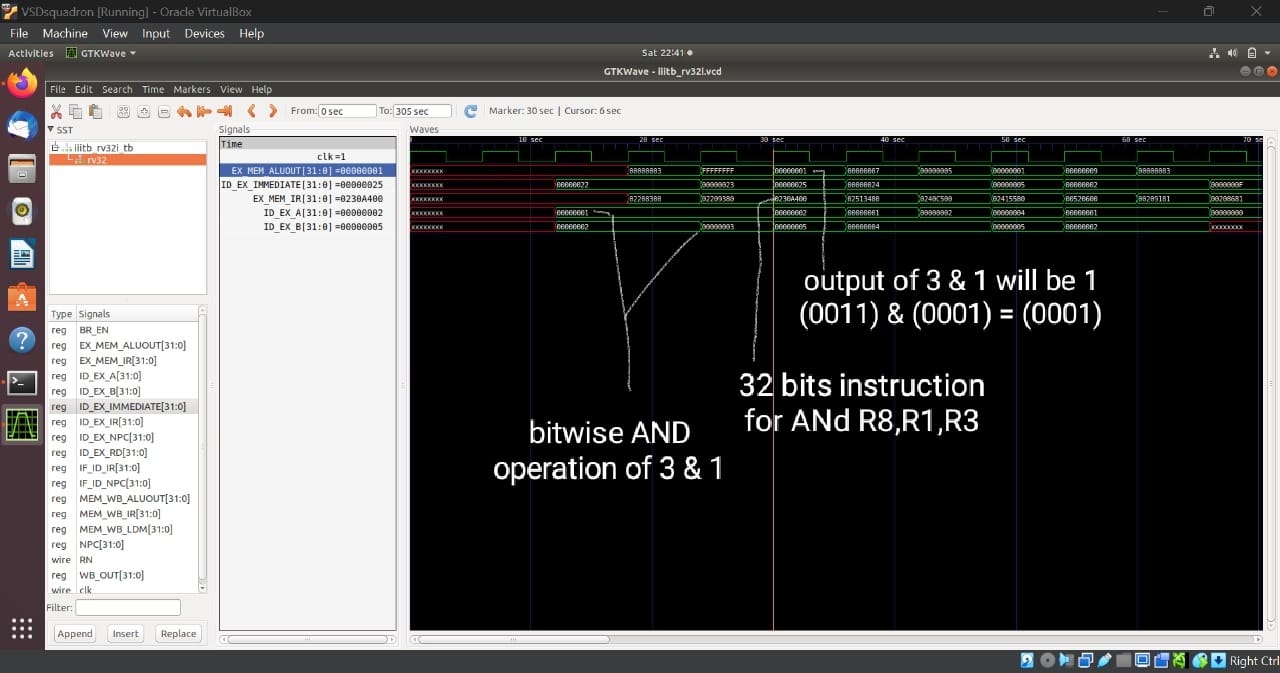 VSDsquadron [Running] - Oracle VirtualBox
File Machine View Input Devices Help
Activities GTKWave Sat 22:41
GTKWave - iiitb_rv32i.vcd
File Edit Search Time Markers View Help
From: 0 sec To: 305 sec Marker: 30 sec | Cursor: 6 sec
SST
iiitb_rv32i_tb
rv32
Type Signals
reg BR_EN
reg EX_MEM_ALUOUT[31:0]
reg EX_MEM_IR[31:0]
reg ID_EX_A[31:0]
reg ID_EX_B[31:0]
reg ID_EX_IMMEDIATE[31:0]
reg ID_EX_IR[31:0]
reg ID_EX_NPC[31:0]
reg ID_EX_RD[31:0]
reg IF_ID_IR[31:0]
reg IF_ID_NPC[31:0]
reg MEM_WB_ALUOUT[31:0]
reg MEM_WB_IR[31:0]
reg MEM_WB_LDM[31:0]
reg NPC[31:0]
wire RN
reg WB_OUT[31:0]
wire clk
Filter:
Append Insert Replace
Signals
Time
clk=1
EX_MEM_ALUOUT[31:0]=00000001
ID_EX_IMMEDIATE[31:0]=00000025
EX_MEM_IR[31:0]=0230A400
ID_EX_A[31:0]=00000002
ID_EX_B[31:0]=00000005
Waves
10 sec 20 sec 30 sec 40 sec 50 sec 60 sec 70 se
xxxxxxxx 00000003 FFFFFFFF 00000001 00000007 00000005 00000001 00000009 00000003
xxxxxxxx 00000022 00000023 00000025 00000024 00000005 00000002 0000000F
xxxxxxxx 02208300 02209380 0230A400 02513480 0240C500 02415580 00520600 00209181 00208681
xxxxxxxx 00000001 00000002 00000001 00000002 00000004 00000001 00000000
xxxxxxxx 00000002 00000003 00000005 00000004 00000005 00000002 xxxxxxxx
output of 3 & 1 will be 1
(0011) & (0001) = (0001)
32 bits instruction
for ANd R8,R1,R3
bitwise AND
operation of 3 & 1
Right Ctrl